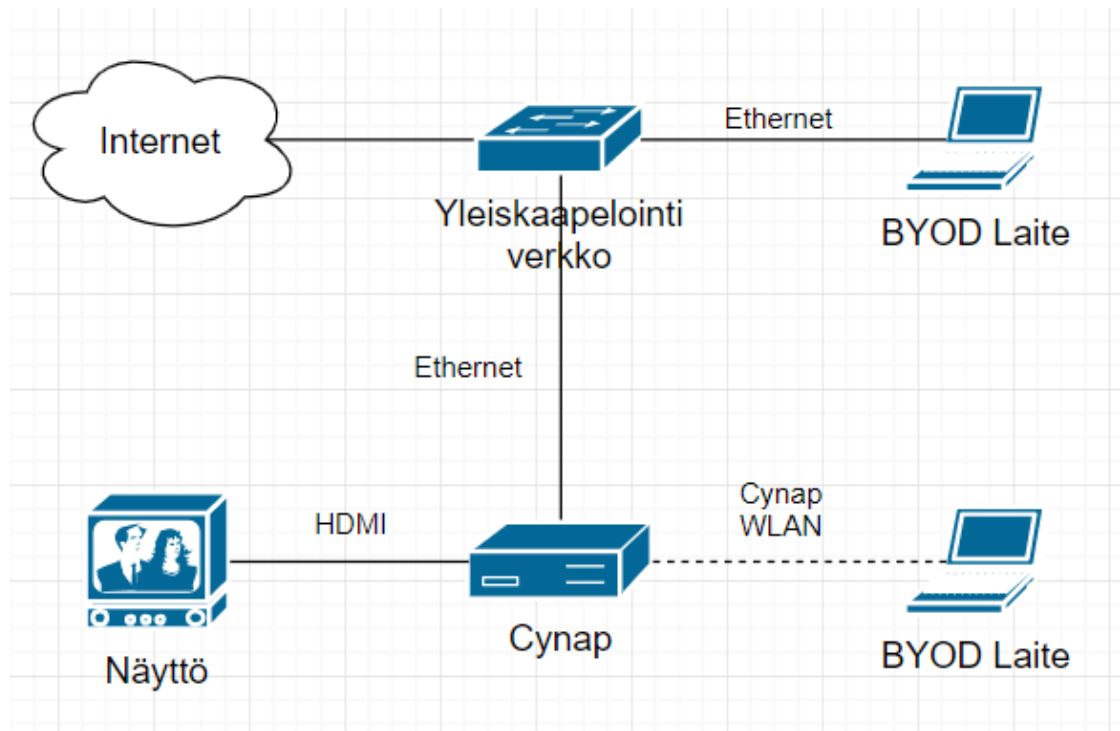 Internet
Ethernet
Yleiskaapelointi
verkko
BYOD Laite
Ethernet
HDMI
Cynap
WLAN
Näyttö
Cynap
BYOD Laite